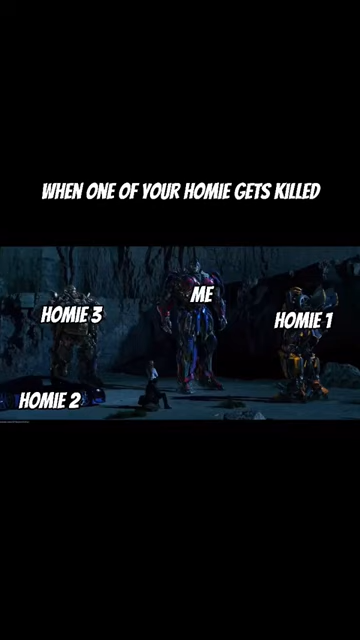 WHEN ONE OF YOUR HOMIE GETS KILLED
ME
HOMIE 3
HOMIE 1
HOMIE 2